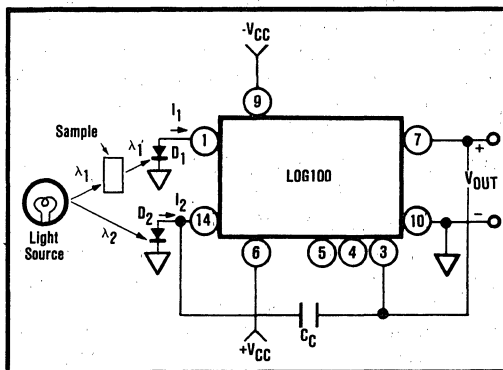 -VCC
9
I1
Sample
1
7
λ1
λ1'
D1
+
LOG100
VOUT
I2
D2
14
10
-
λ2
Light
Source
6
5
4
3
+VCC
CC